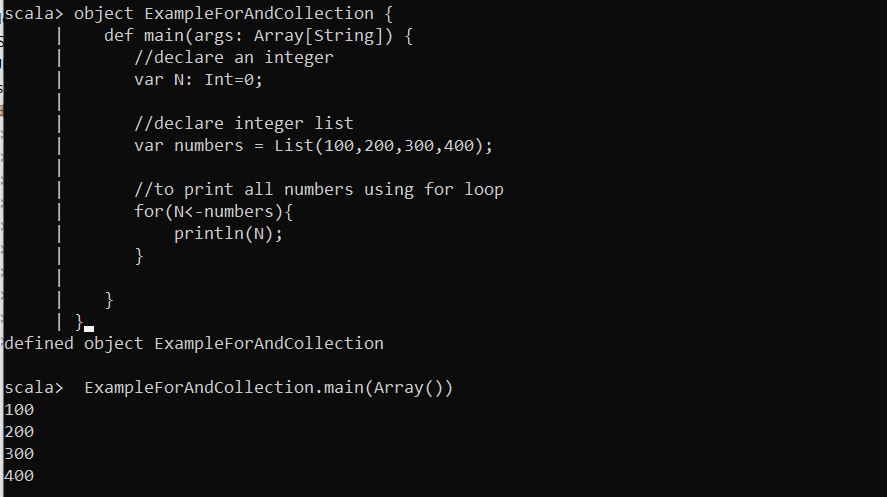 scala> object ExampleForAndCollection {
     |    def main(args: Array[String]) {
     |       //declare an integer
     |       var N: Int=0;
     |
     |       //declare integer list
     |       var numbers = List(100,200,300,400);
     |
     |       //to print all numbers using for loop
     |       for(N<-numbers){
     |           println(N);
     |       }
     |
     |    }
     | }
defined object ExampleForAndCollection
scala>  ExampleForAndCollection.main(Array())
100
200
300
400